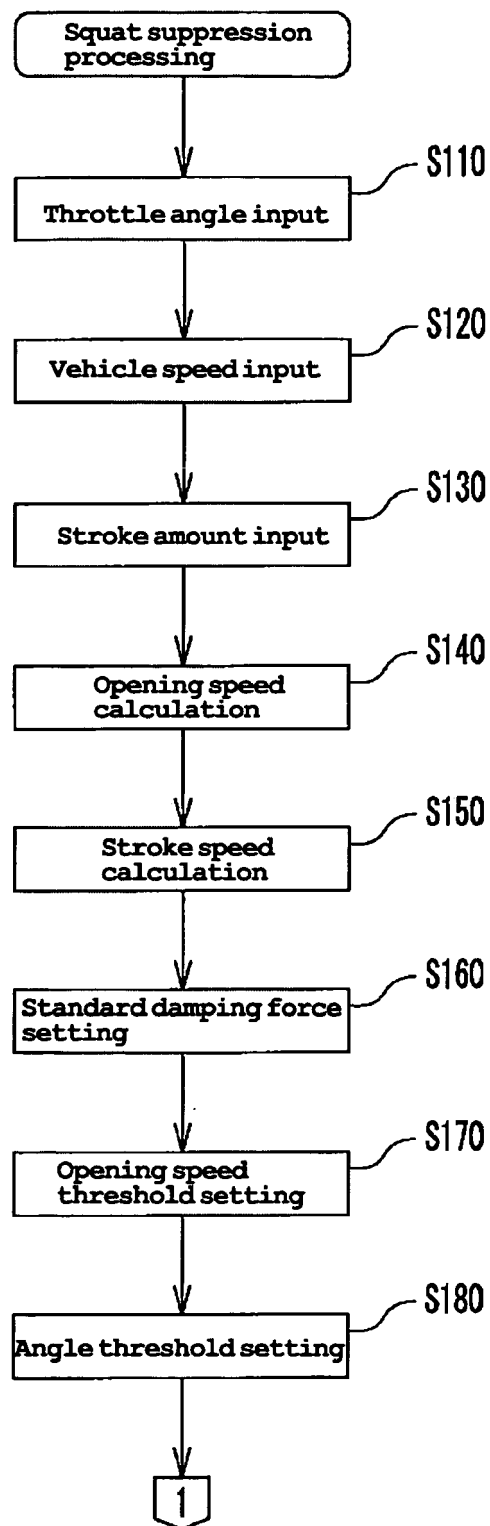 Squat suppression
processing
S110
Throttle angle input
S120
Vehicle speed input
S130
Stroke amount input
S140
Opening speed
calculation
S150
Stroke speed
calculation
S160
Standard damping force
setting
S170
Opening speed
threshold setting
S180
Angle threshold setting
1